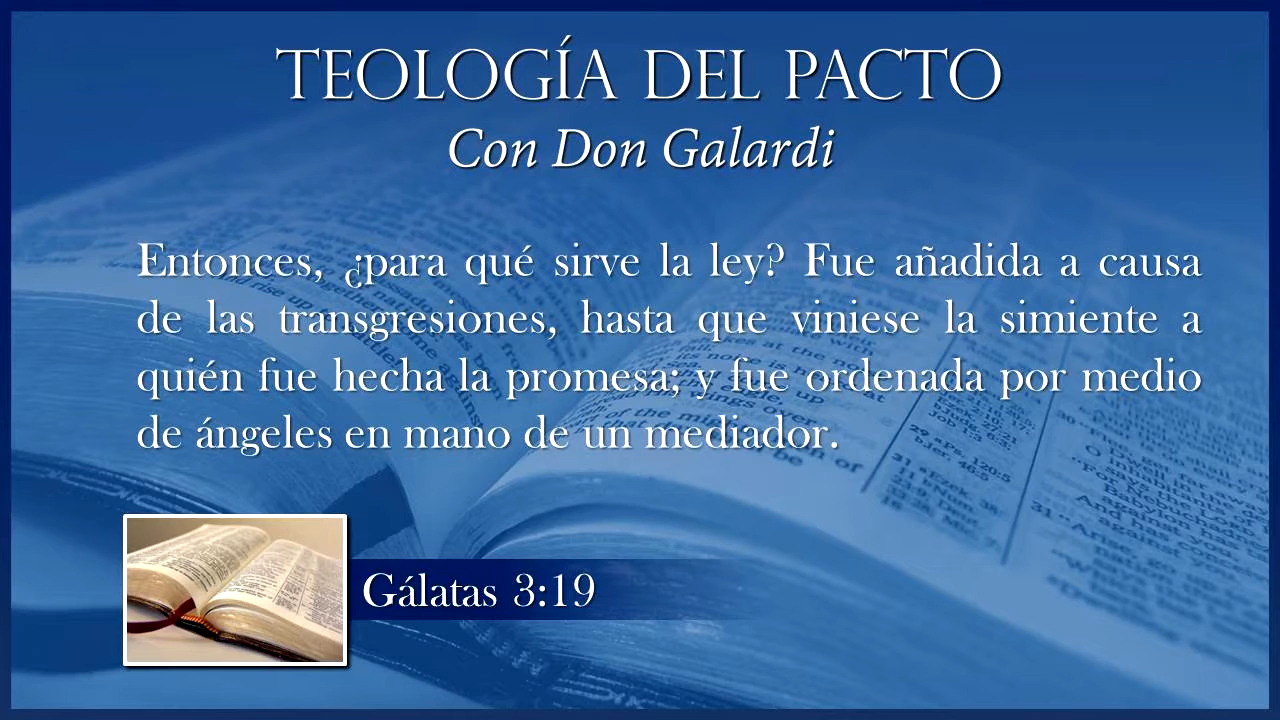 TEOLOGÍA DEL PACTO
Con Don Galardi
Entonces, ¿para qué sirve la ley? Fue añadida a causa
de las transgresiones, hasta que viniese la simiente a
quién fue hecha la promesa; y fue ordenada por medio
de ángeles en mano de un mediador.
Gálatas 3:19